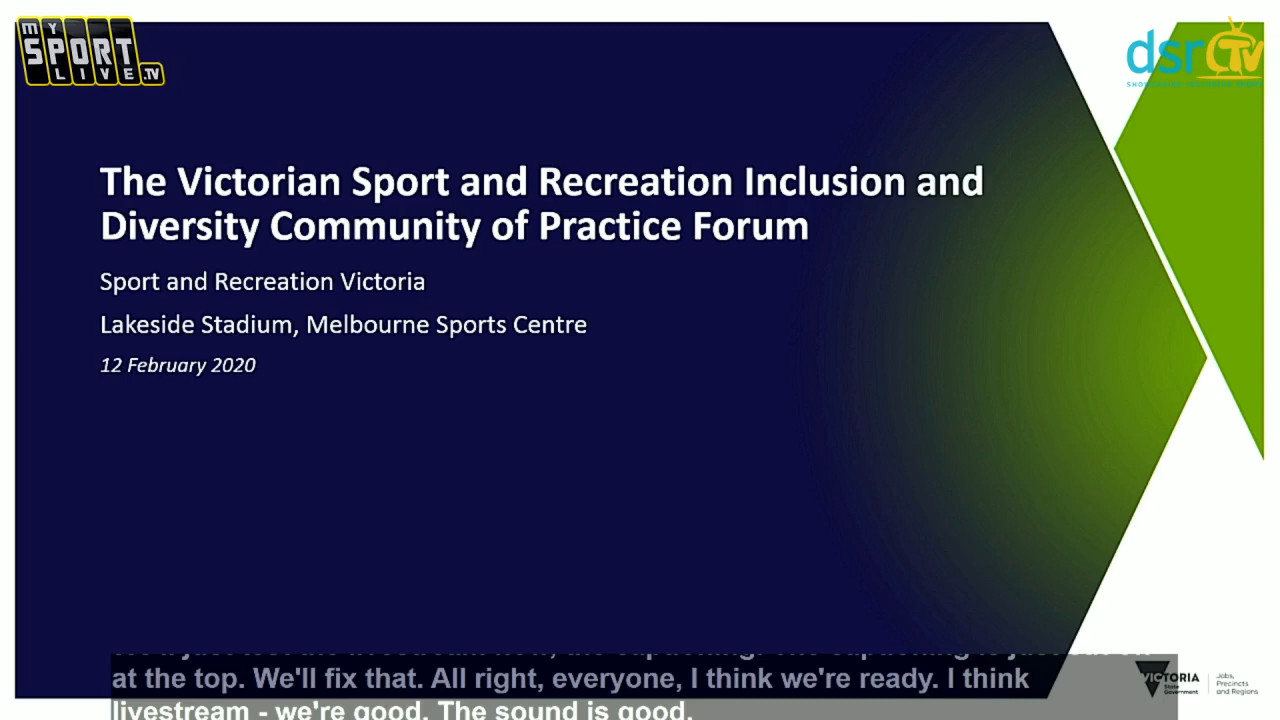 MY
SPORT
LIVE.TV
dsrTV
The Victorian Sport and Recreation Inclusion and
Diversity Community of Practice Forum
Sport and Recreation Victoria
Lakeside Stadium, Melbourne Sports Centre
12 February 2020
at the top. We'll fix that. All right, everyone, I think we're ready. I think
livestream - we're good. The sound is good.
VICTORIA
State
Government
Jobs,
Precincts
and Regions